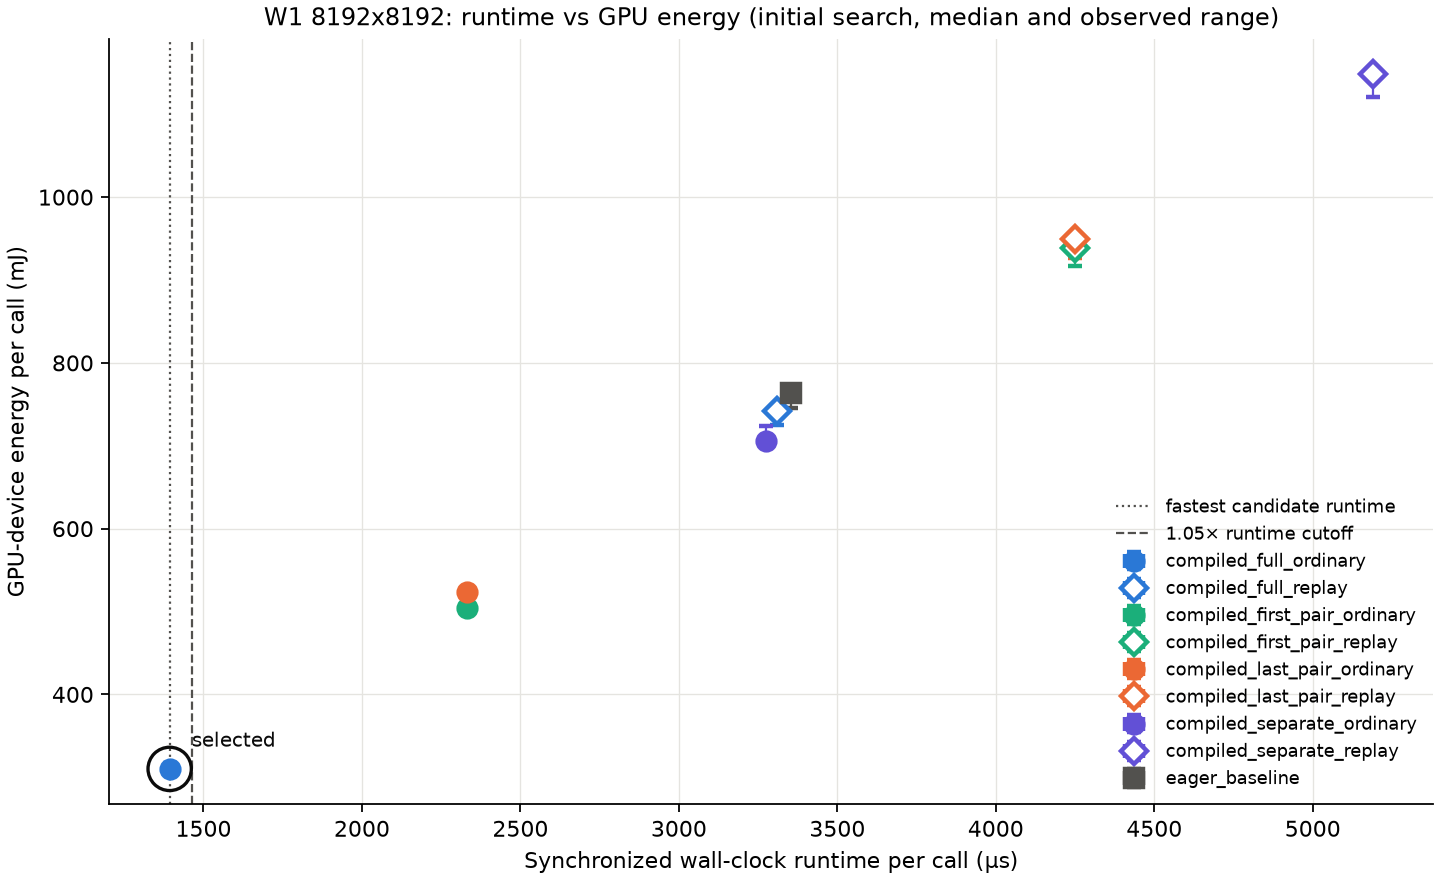 W1 8192x8192: runtime vs GPU energy (initial search, median and observed range)
GPU-device energy per call (mJ)
1000
800
600
400
selected
fastest candidate runtime
1.05× runtime cutoff
compiled_full_ordinary
compiled_full_replay
compiled_first_pair_ordinary
compiled_first_pair_replay
compiled_last_pair_ordinary
compiled_last_pair_replay
compiled_separate_ordinary
compiled_separate_replay
eager_baseline
1500 2000 2500 3000 3500 4000 4500 5000
Synchronized wall-clock runtime per call (µs)